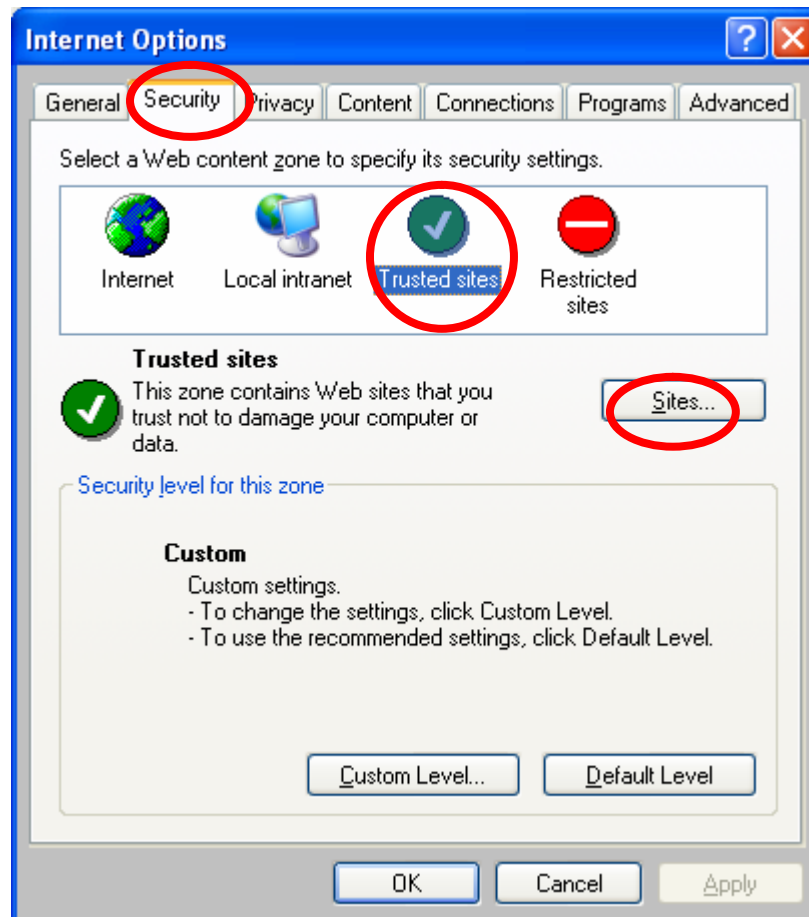 Internet Options
General Security Privacy Content Connections Programs Advanced
Select a Web content zone to specify its security settings.
Internet Local intranet Trusted sites Restricted
sites
Trusted sites
This zone contains Web sites that you
trust not to damage your computer or
data.
Sites...
Security level for this zone
Custom
Custom settings.
- To change the settings, click Custom Level.
- To use the recommended settings, click Default Level.
Custom Level... Default Level
OK Cancel Apply